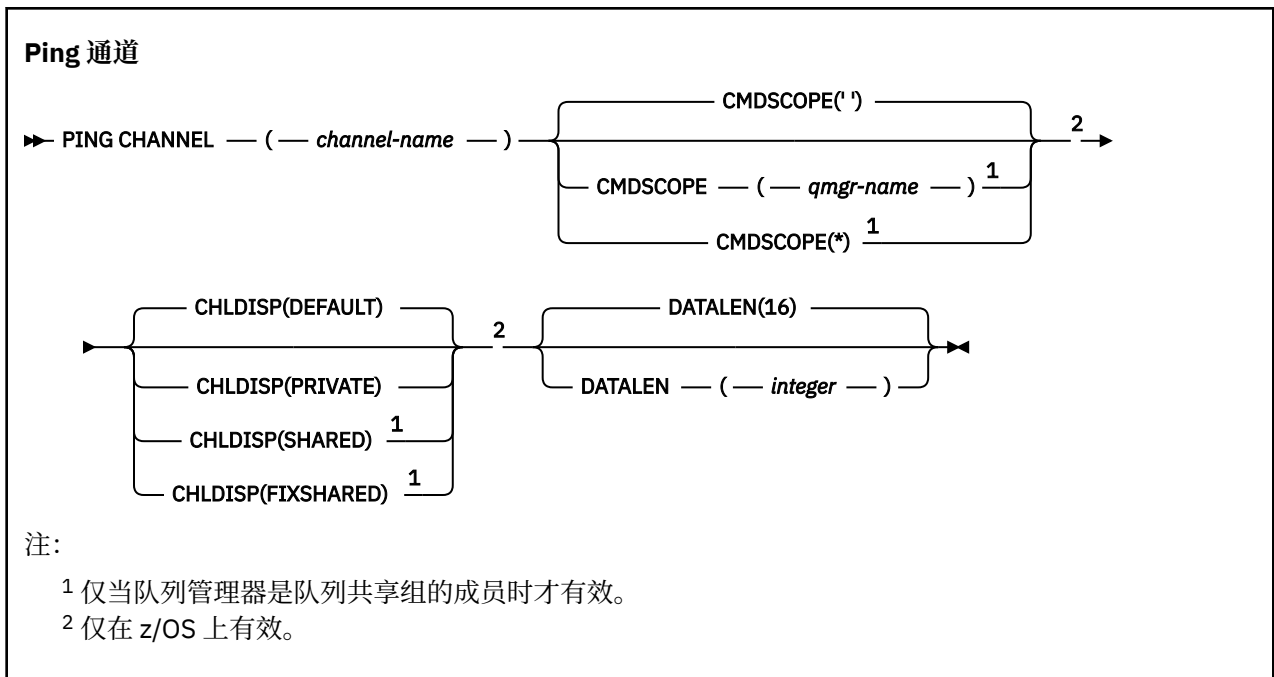 Ping 通道
CMDSCOPE(' ')
PING CHANNEL ( channel-name ) 2
CMDSCOPE ( qmgr-name ) 1
CMDSCOPE(*) 1
CHLDISP(DEFAULT) DATALEN(16)
2
CHLDISP(PRIVATE) DATALEN ( integer )
CHLDISP(SHARED) 1
CHLDISP(FIXSHARED) 1
注：
1 仅当队列管理器是队列共享组的成员时才有效。
2 仅在 z/OS 上有效。